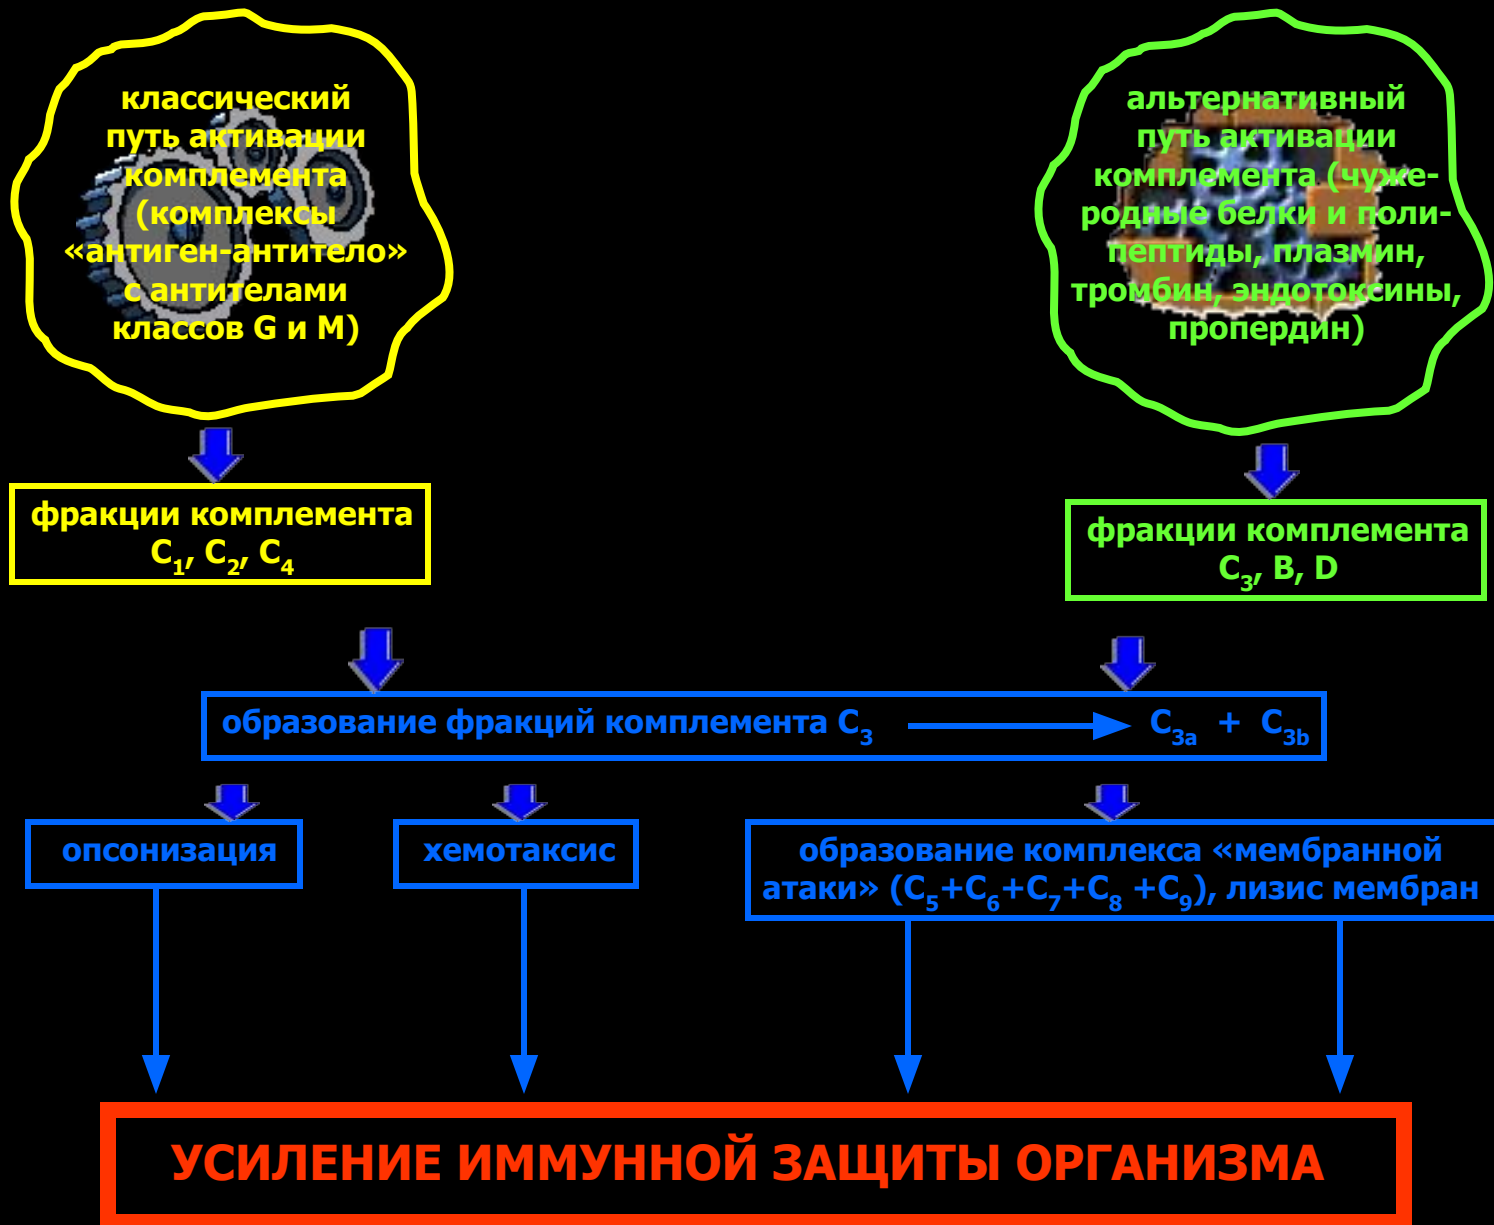 классический
путь активации
комплемента
(комплексы
«антиген-антитело»
с антителами
классов G и M)
альтернативный
путь активации
комплемента (чуже-
родные белки и поли-
пептиды, плазмин,
тромбин, эндотоксины,
пропердин)
фракции комплемента
C₁, C₂, C₄
фракции комплемента
C₃, B, D
образование фракций комплемента C₃ C₃ₐ + C₃b
опсонизация
хемотаксис
образование комплекса «мембранной
атаки» (C₅+C₆+C₇+C₈ +C₉), лизис мембран
УСИЛЕНИЕ ИММУННОЙ ЗАЩИТЫ ОРГАНИЗМА